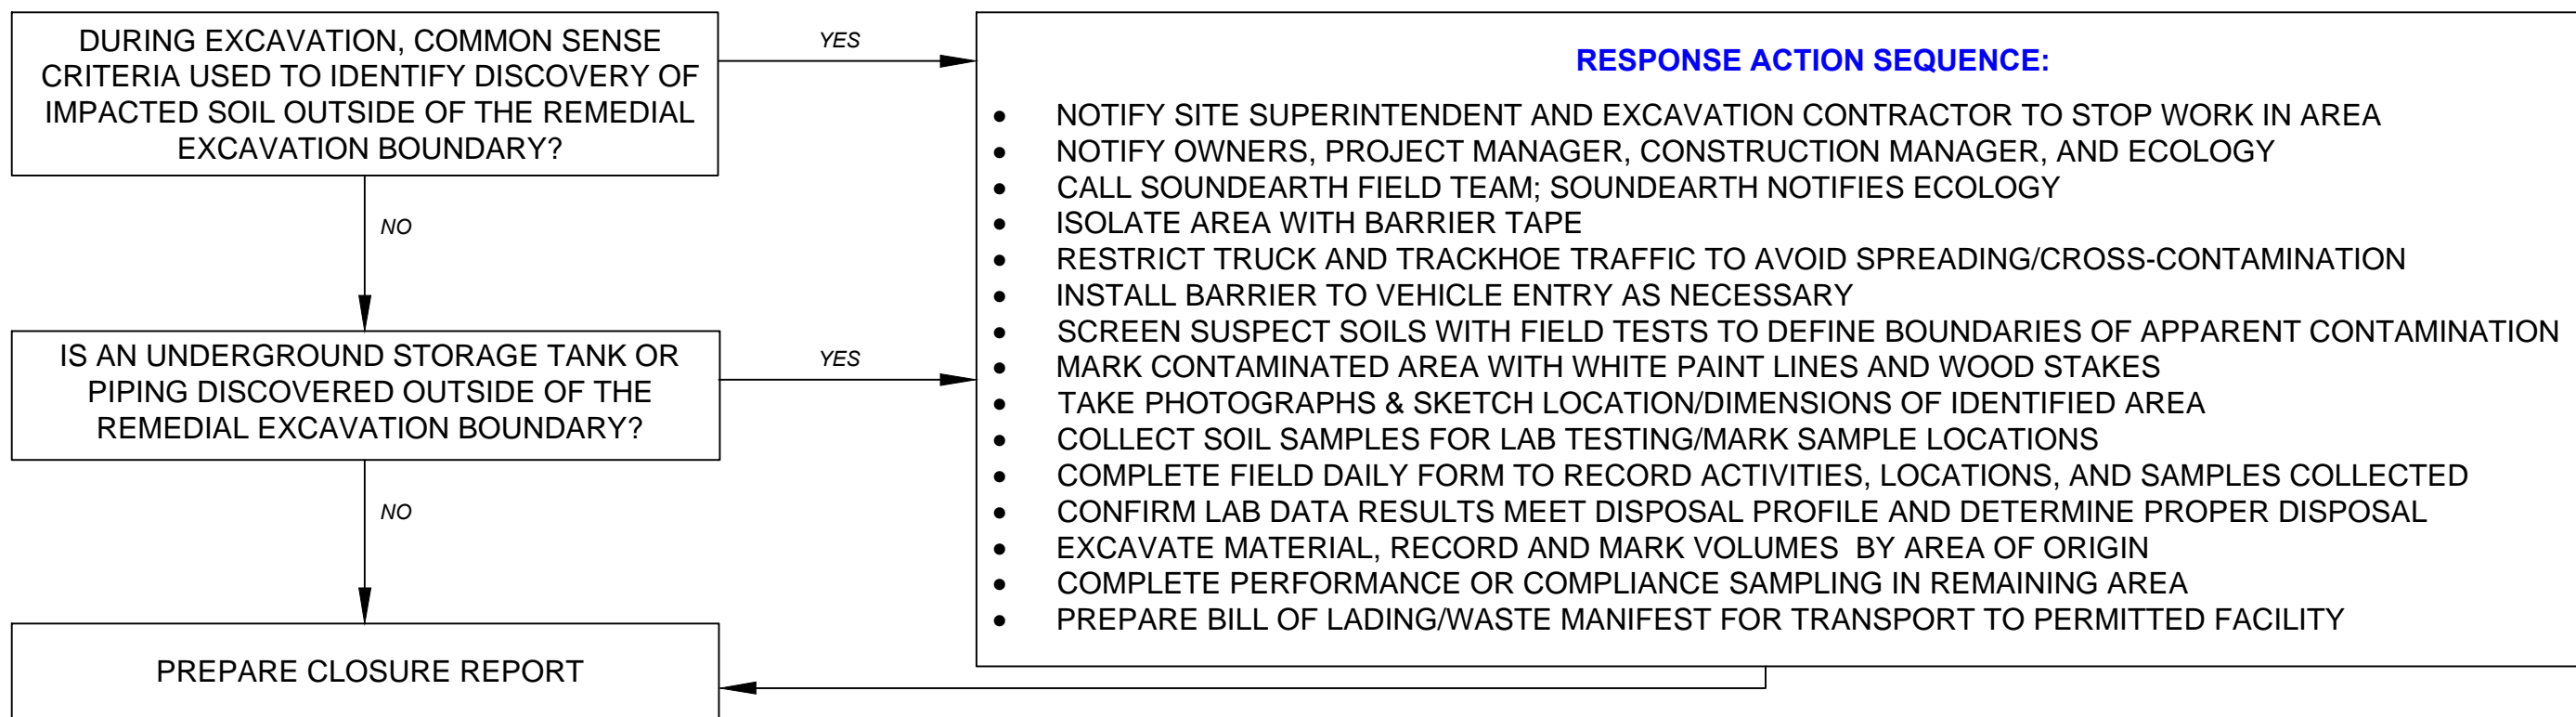 DURING EXCAVATION, COMMON SENSE
CRITERIA USED TO IDENTIFY DISCOVERY OF
IMPACTED SOIL OUTSIDE OF THE REMEDIAL
EXCAVATION BOUNDARY?
YES
NO
IS AN UNDERGROUND STORAGE TANK OR
PIPING DISCOVERED OUTSIDE OF THE
REMEDIAL EXCAVATION BOUNDARY?
YES
NO
PREPARE CLOSURE REPORT
RESPONSE ACTION SEQUENCE:
• NOTIFY SITE SUPERINTENDENT AND EXCAVATION CONTRACTOR TO STOP WORK IN AREA
• NOTIFY OWNERS, PROJECT MANAGER, CONSTRUCTION MANAGER, AND ECOLOGY
• CALL SOUNDEARTH FIELD TEAM; SOUNDEARTH NOTIFIES ECOLOGY
• ISOLATE AREA WITH BARRIER TAPE
• RESTRICT TRUCK AND TRACKHOE TRAFFIC TO AVOID SPREADING/CROSS-CONTAMINATION
• INSTALL BARRIER TO VEHICLE ENTRY AS NECESSARY
• SCREEN SUSPECT SOILS WITH FIELD TESTS TO DEFINE BOUNDARIES OF APPARENT CONTAMINATION
• MARK CONTAMINATED AREA WITH WHITE PAINT LINES AND WOOD STAKES
• TAKE PHOTOGRAPHS & SKETCH LOCATION/DIMENSIONS OF IDENTIFIED AREA
• COLLECT SOIL SAMPLES FOR LAB TESTING/MARK SAMPLE LOCATIONS
• COMPLETE FIELD DAILY FORM TO RECORD ACTIVITIES, LOCATIONS, AND SAMPLES COLLECTED
• CONFIRM LAB DATA RESULTS MEET DISPOSAL PROFILE AND DETERMINE PROPER DISPOSAL
• EXCAVATE MATERIAL, RECORD AND MARK VOLUMES BY AREA OF ORIGIN
• COMPLETE PERFORMANCE OR COMPLIANCE SAMPLING IN REMAINING AREA
• PREPARE BILL OF LADING/WASTE MANIFEST FOR TRANSPORT TO PERMITTED FACILITY